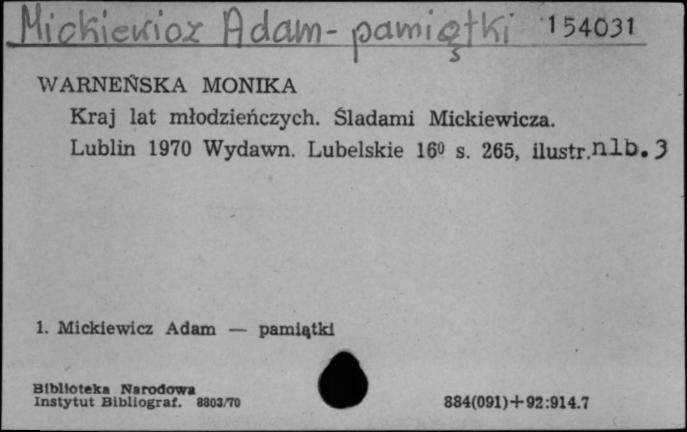 Mickiewicz Adam - pamiątki 154031
WARNEŃSKA MONIKA
Kraj lat młodzieńczych. Śladami Mickiewicza.
Lublin 1970 Wydawn. Lubelskie 16º s. 265, ilustr. nlb. 3
1. Mickiewicz Adam — pamiątki
Biblioteka Narodowa
Instytut Bibliograf. 8803/70
884(091)+92:914.7